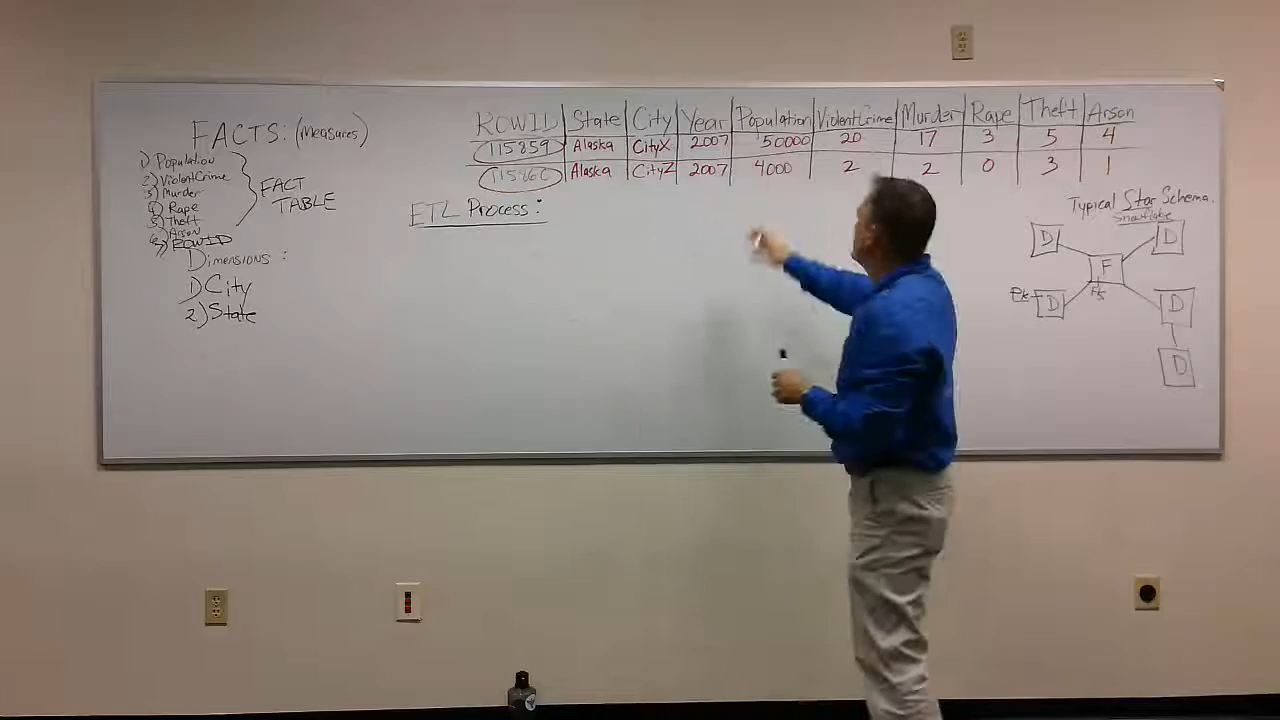 FACTS: (Measures)
1) Population
2) ViolentCrime
3) Murder
4) Rape
5) Theft
6) Arson
ROWID
FACT
TABLE
Dimensions:
1) City
2) State
ROWID State City Year Population ViolentCrime Murder Rape Theft Arson
115859 Alaska CityX 2007 50000 20 17 3 5 4
115860 Alaska CityZ 2007 4000 2 2 0 3 1
ETL Process:
Typical Star Schema.
Snowflake
D
D
F
Pk
D
D
D